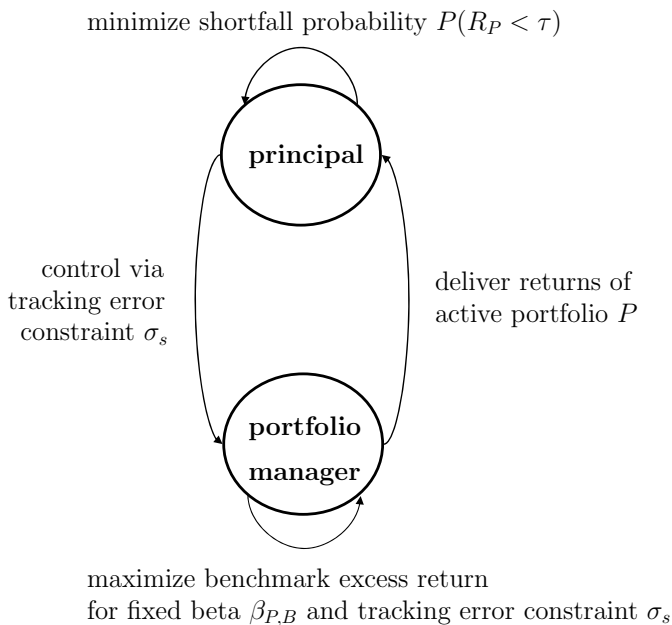 minimize shortfall probability P(R_P < τ)
principal
control via
tracking error
constraint σ_s
deliver returns of
active portfolio P
portfolio
manager
maximize benchmark excess return
for fixed beta β_{P,B} and tracking error constraint σ_s